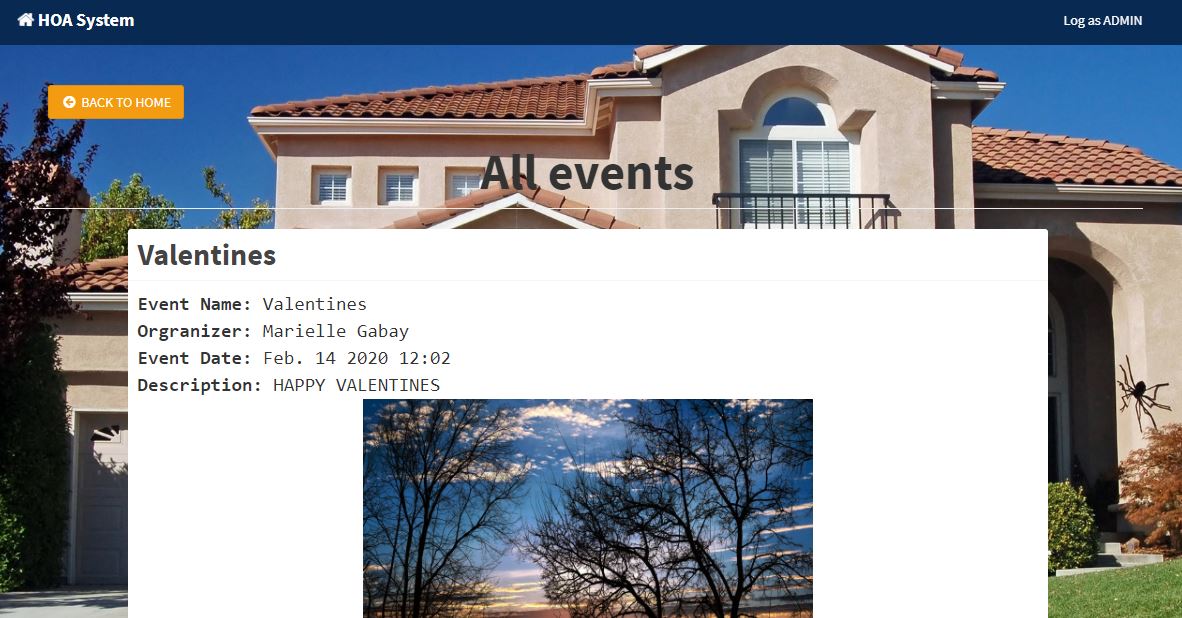 HOA System
Log as ADMIN
BACK TO HOME
All events
Valentines
Event Name: Valentines
Orgranizer: Marielle Gabay
Event Date: Feb. 14 2020 12:02
Description: HAPPY VALENTINES